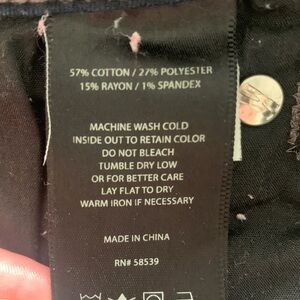 57% COTTON / 27% POLYESTER
15% RAYON / 1% SPANDEX
MACHINE WASH COLD
INSIDE OUT TO RETAIN COLOR
DO NOT BLEACH
TUMBLE DRY LOW
OR FOR BETTER CARE
LAY FLAT TO DRY
WARM IRON IF NECESSARY
MADE IN CHINA
RN# 58539